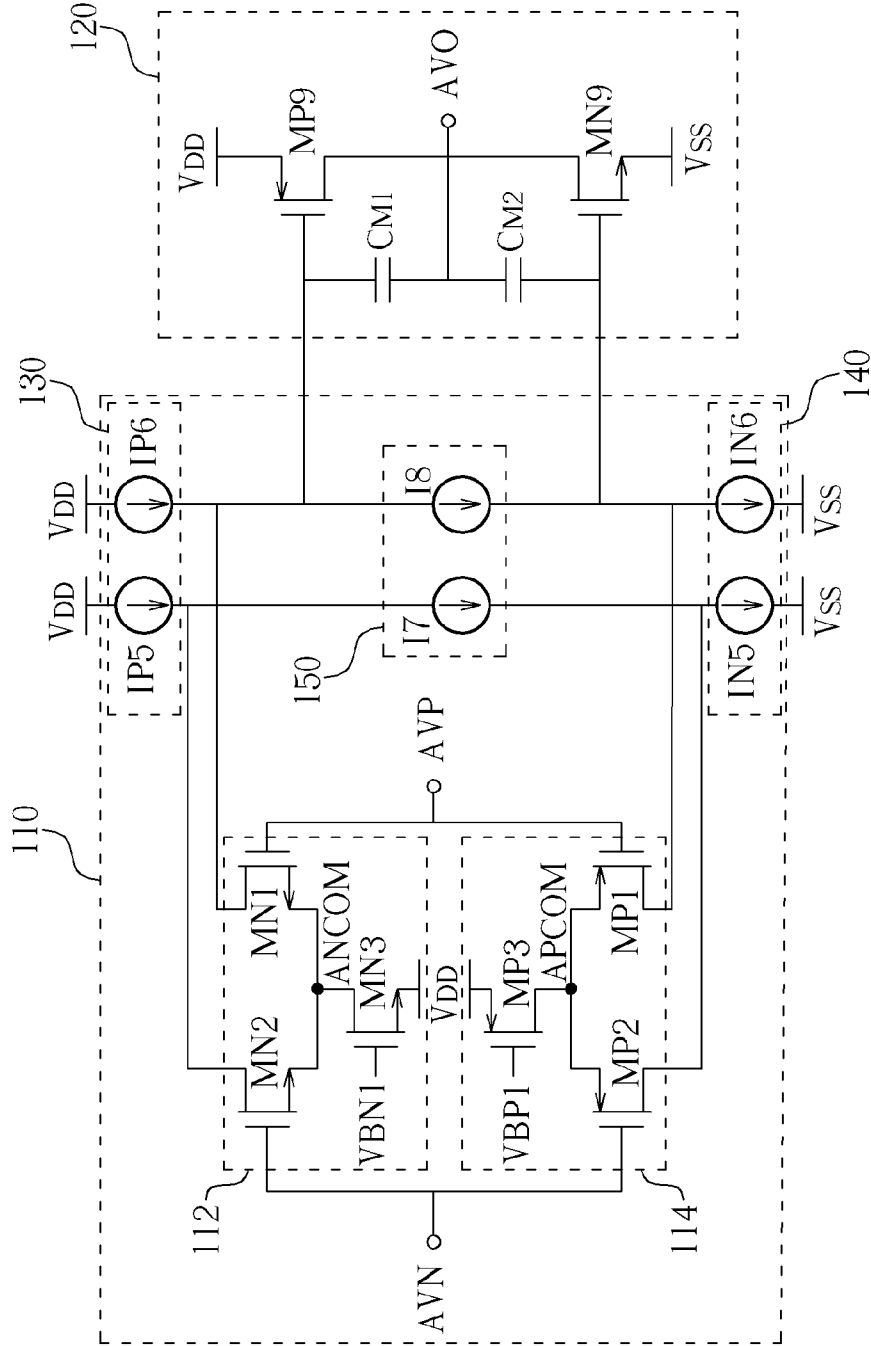 110
130
VDD
VDD
120
IP5
IP6
VDD
112
MN2
MN1
MP9
ANCOM
150
VBN1
MN3
CM1
AVN
AVP
I7
I8
AVO
VDD
VBP1
MP3
CM2
APCOM
MN9
MP2
MP1
114
VSS
IN5
IN6
VSS
VSS
140